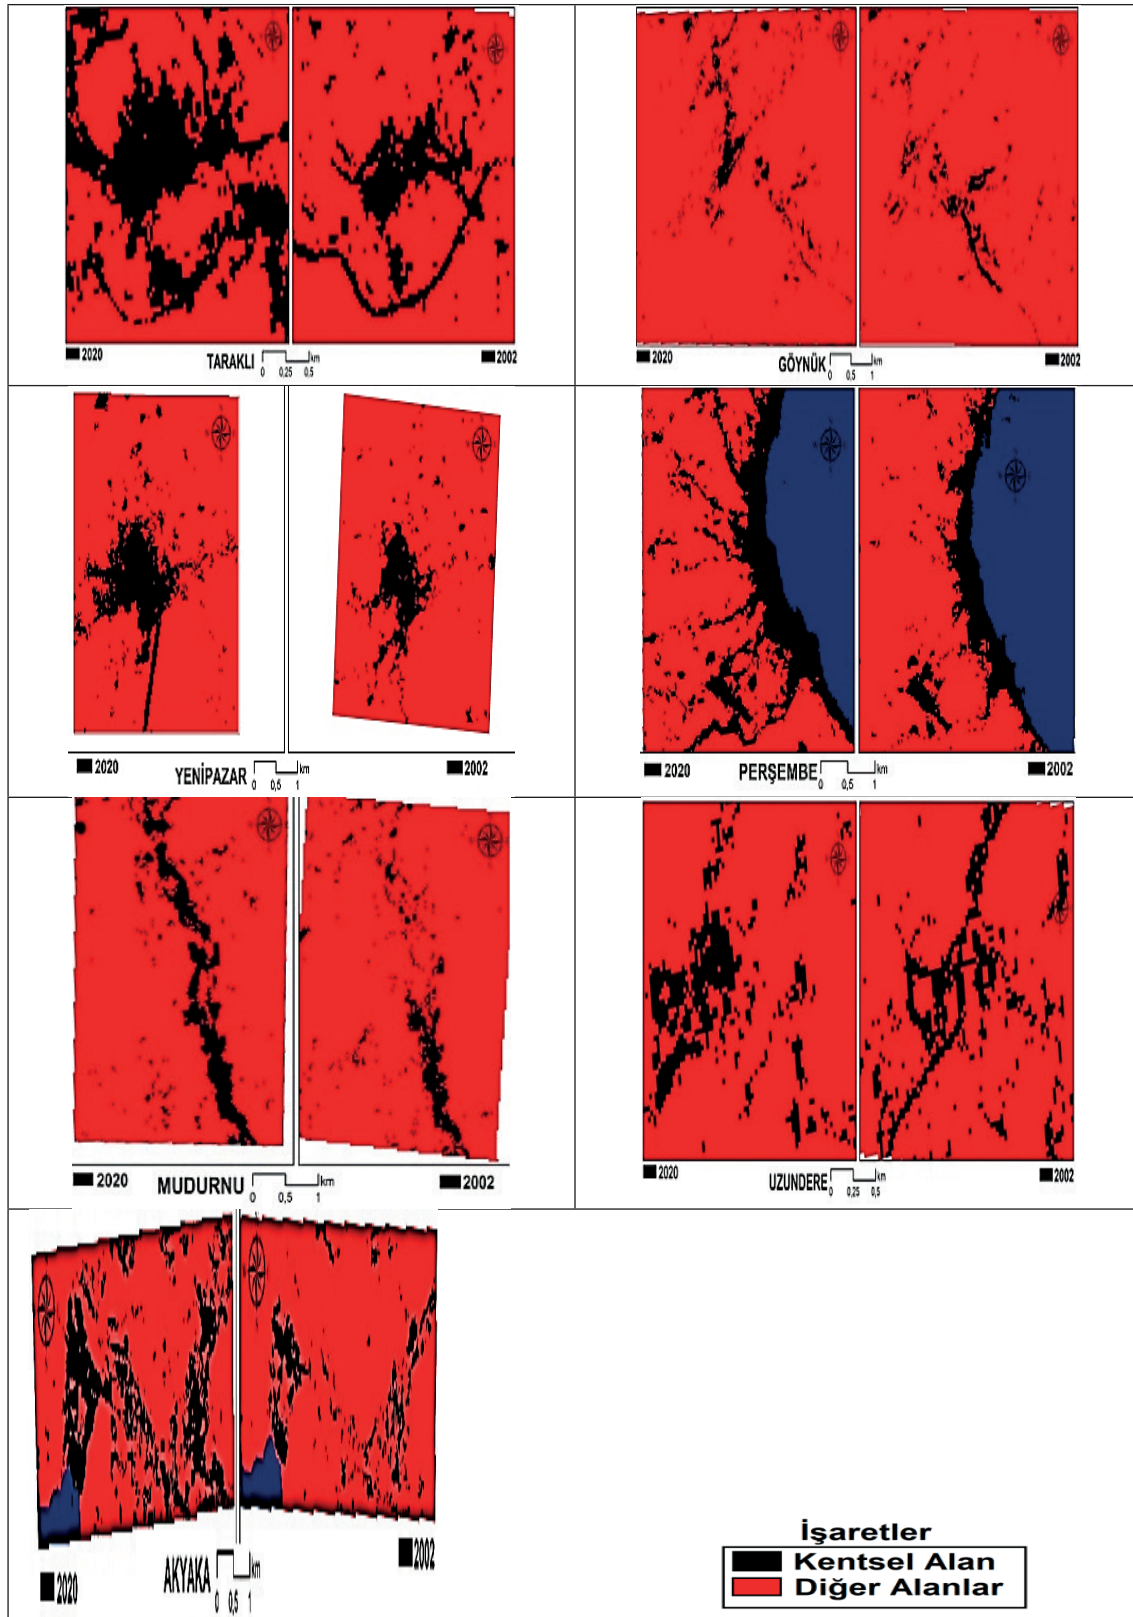 2020
TARAKLI
0 0,25 0,5
km
2002
2020
GÖYNÜK
0 0,5 1
km
2002
2020
YENİPAZAR
0 0,5 1
km
2002
2020
PERŞEMBE
0 0,5 1
km
2002
2020
MUDURNU
0 0,5 1
km
2002
2020
UZUNDERE
0 0,25 0,5
km
2002
2020
AKYAKA
0 0,5 1
km
2002
İşaretler
Kentsel Alan
Diğer Alanlar